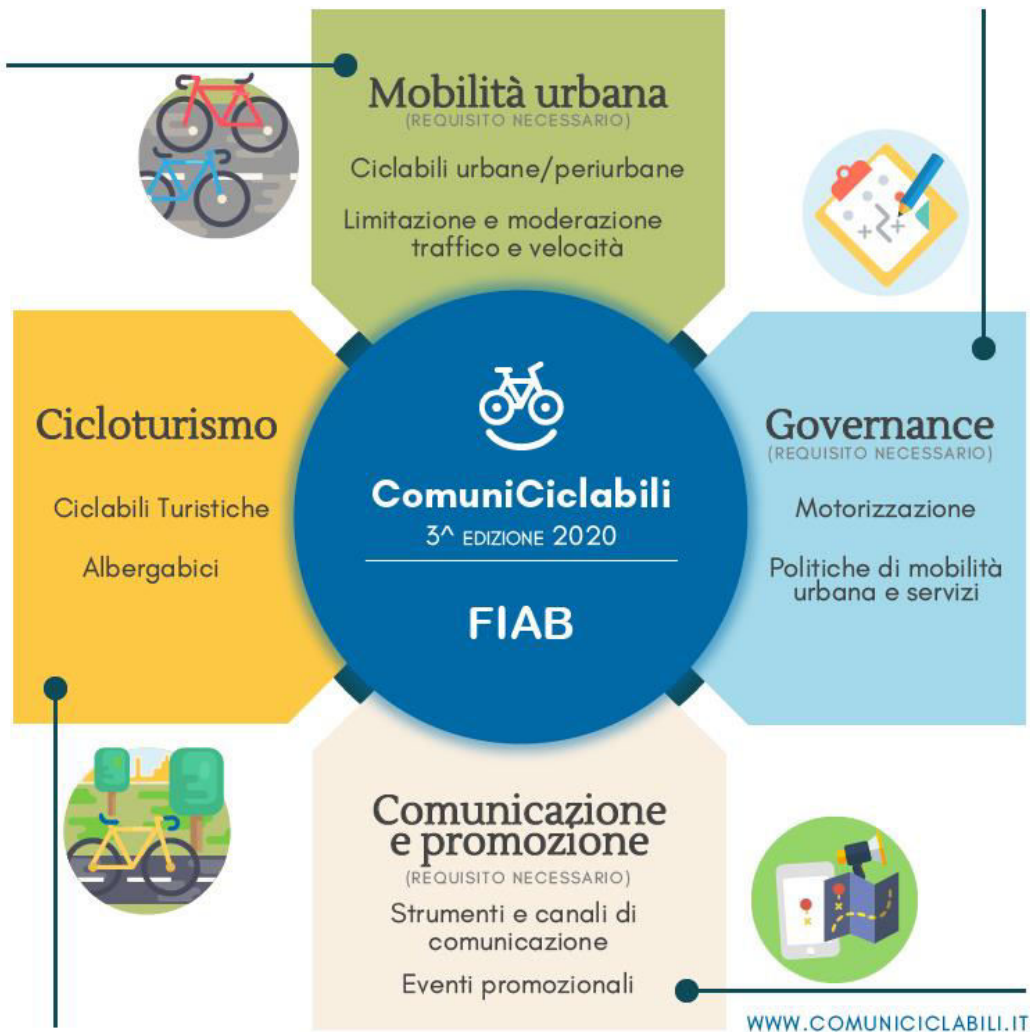 Mobilità urbana
(REQUISITO NECESSARIO)
Ciclabili urbane/periurbane
Limitazione e moderazione
traffico e velocità
Cicloturismo
Ciclabili Turistiche
Albergabici
ComuniCiclabili
3^ EDIZIONE 2020
FIAB
Governance
(REQUISITO NECESSARIO)
Motorizzazione
Politiche di mobilità
urbana e servizi
Comunicazione
e promozione
(REQUISITO NECESSARIO)
Strumenti e canali di
comunicazione
Eventi promozionali
WWW.COMUNICICLABILI.IT